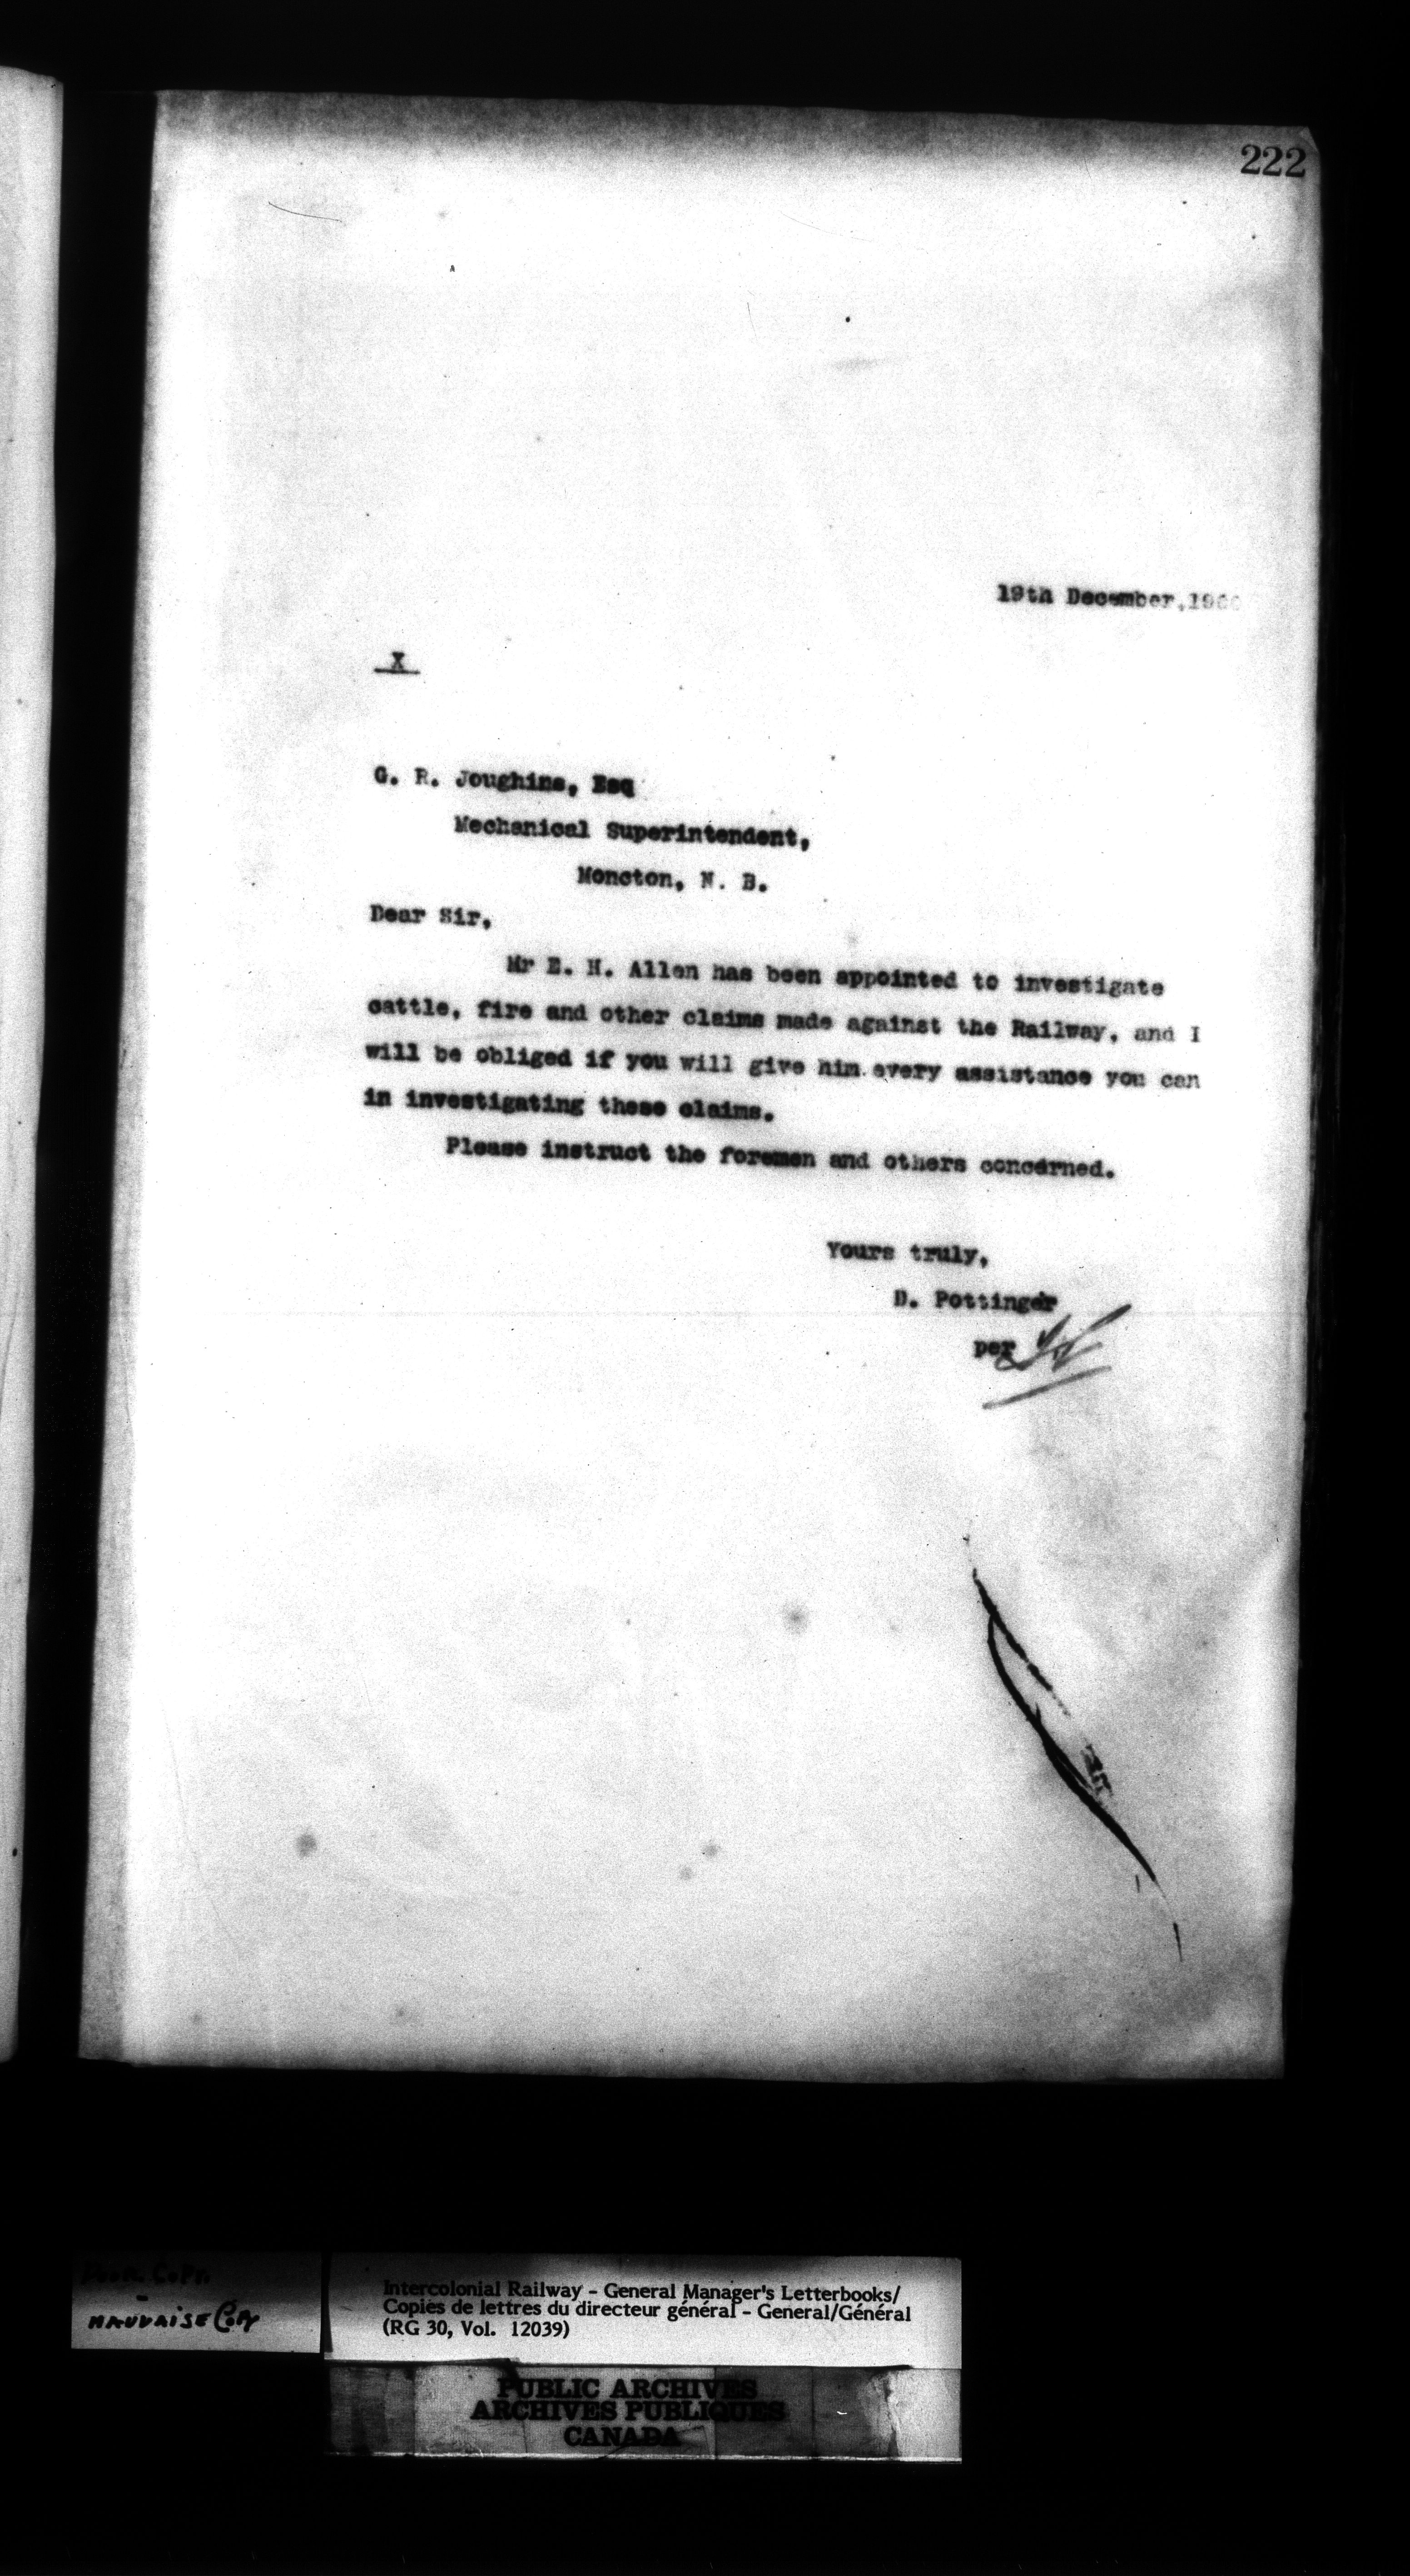 222
19th December, 190
X
G. R. Joughins, Esq
Mechanical Superintendent,
Moncton, N. B.
Dear Sir,
Mr E. H. Allen has been appointed to investigate
cattle, fire and other claims made against the Railway, and I
will be obliged if you will give him every assistance you can
in investigating these claims.
Please instruct the foremen and others concerned.
Yours truly,
D. Pottinger
per
POOR COPY
-
MAUVAISE COPY
Intercolonial Railway - General Manager's Letterbooks/
Copies de lettres du directeur général - General/Général
(RG 30, Vol. 12039)
PUBLIC ARCHIVES
ARCHIVES PUBLIQUES
CANADA